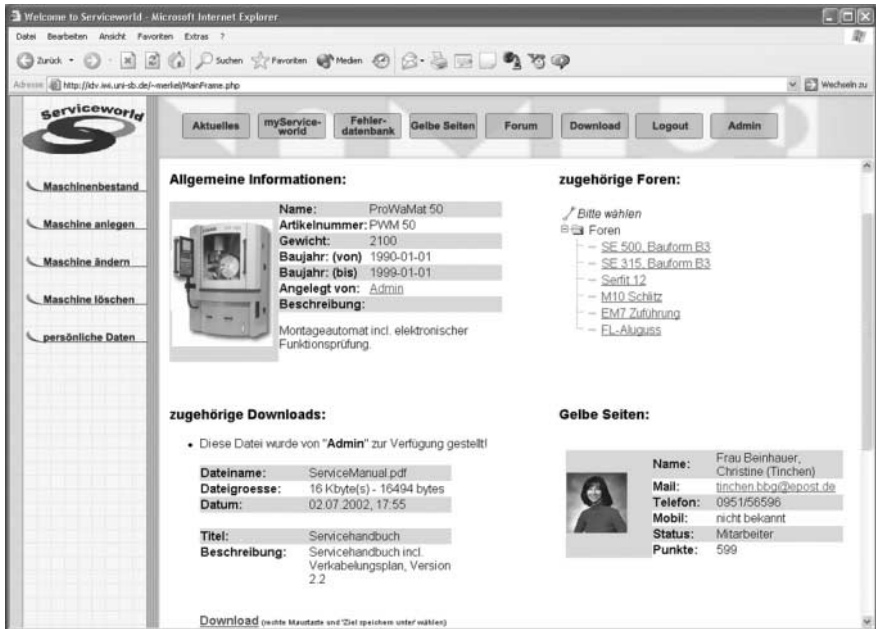 Welcome to Serviceworld - Microsoft Internet Explorer
Datei Bearbeiten Ansicht Favoriten Extras ?
Zurück Suchen Favoriten Medien
Adresse http://idv.iwi.uni-sb.de/~merkel/MainFrame.php Wechseln zu
Serviceworld
Aktuelles
myService-
world
Fehler-
datenbank
Gelbe Seiten
Forum
Download
Logout
Admin
Maschinenbestand
Maschine anlegen
Maschine ändern
Maschine löschen
persönliche Daten
Allgemeine Informationen:
Name: ProWaMat 50
Artikelnummer: PWM 50
Gewicht: 2100
Baujahr: (von) 1990-01-01
Baujahr: (bis) 1999-01-01
Angelegt von: Admin
Beschreibung:
Montageautomat incl. elektronischer
Funktionsprüfung.
zugehörige Foren:
Bitte wählen
Foren
SE 500, Bauform B3
SE 315, Bauform B3
Serfit 12
M10 Schlitz
EM7 Zuführung
FL-Aluguss
zugehörige Downloads:
• Diese Datei wurde von "Admin" zur Verfügung gestellt!
Dateiname: ServiceManual.pdf
Dateigroesse: 16 Kbyte(s) - 16494 bytes
Datum: 02.07.2002, 17:55
Titel: Servicehandbuch
Beschreibung: Servicehandbuch incl.
Verkabelungsplan, Version
2.2
Download (rechte Maustaste und 'Ziel speichern unter' wählen)
Gelbe Seiten:
Name: Frau Beinhauer,
Christine (Tinchen)
Mail: tinchen.bbg@epost.de
Telefon: 0951/56596
Mobil: nicht bekannt
Status: Mitarbeiter
Punkte: 599